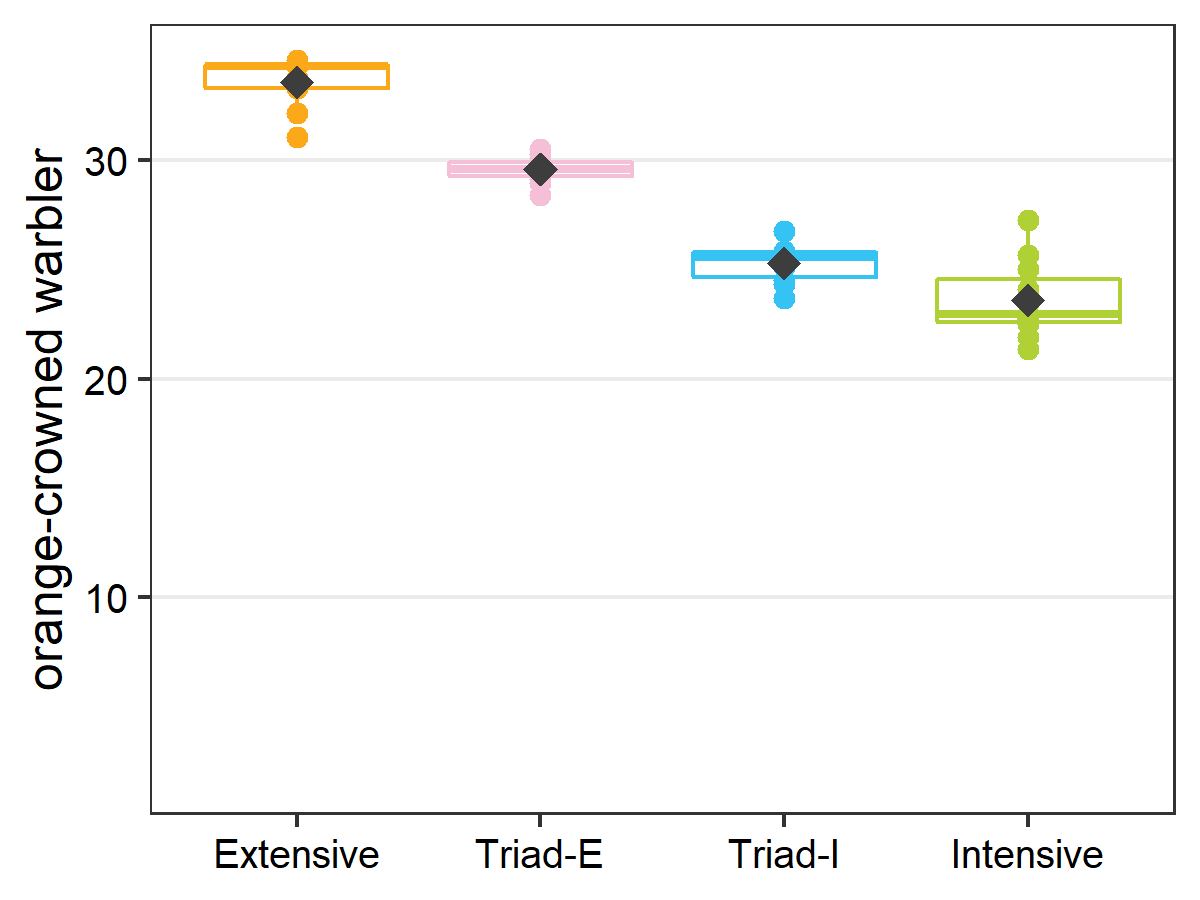 orange-crowned warbler
30
20
10
Extensive
Triad-E
Triad-I
Intensive